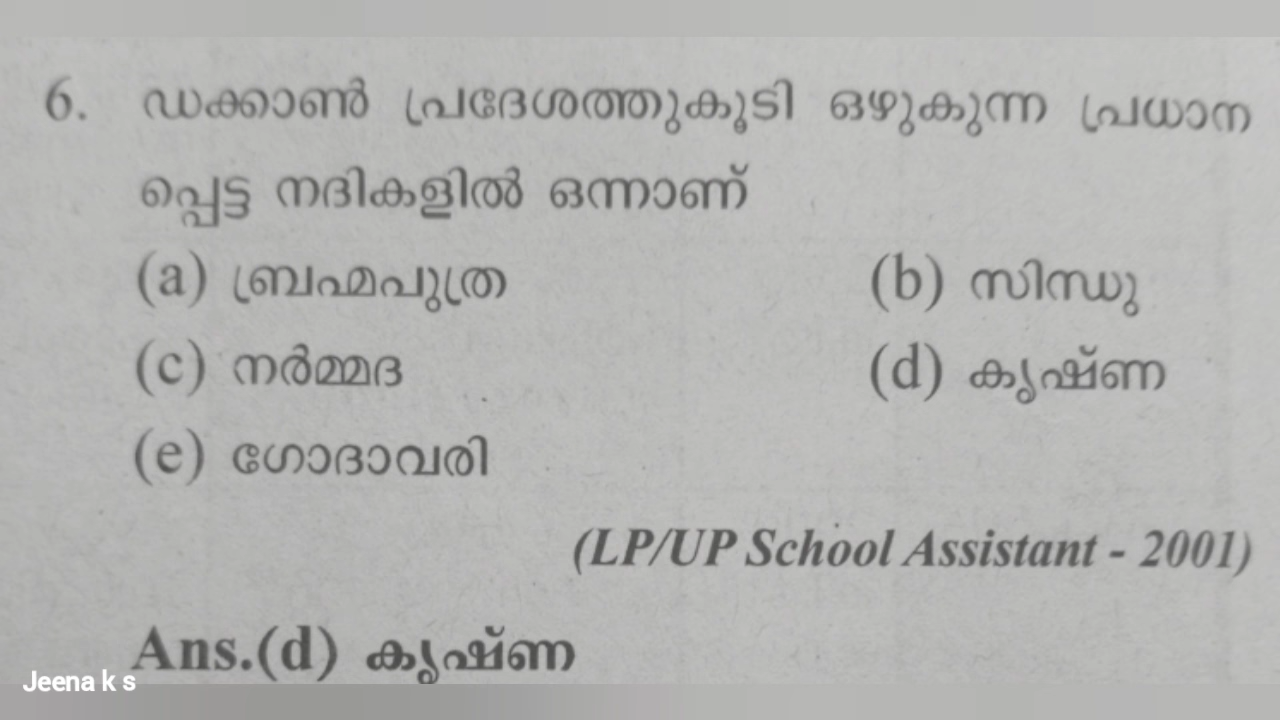 6. ഡക്കാൺ പ്രദേശത്തുകൂടി ഒഴുകുന്ന പ്രധാന
പ്പെട്ട നദികളിൽ ഒന്നാണ്
(a) ബ്രഹ്മപുത്ര (b) സിന്ധു
(c) നർമ്മദ (d) കൃഷ്ണ
(e) ഗോദാവരി
(LP/UP School Assistant - 2001)
Ans.(d) കൃഷ്ണ
Jeena k s